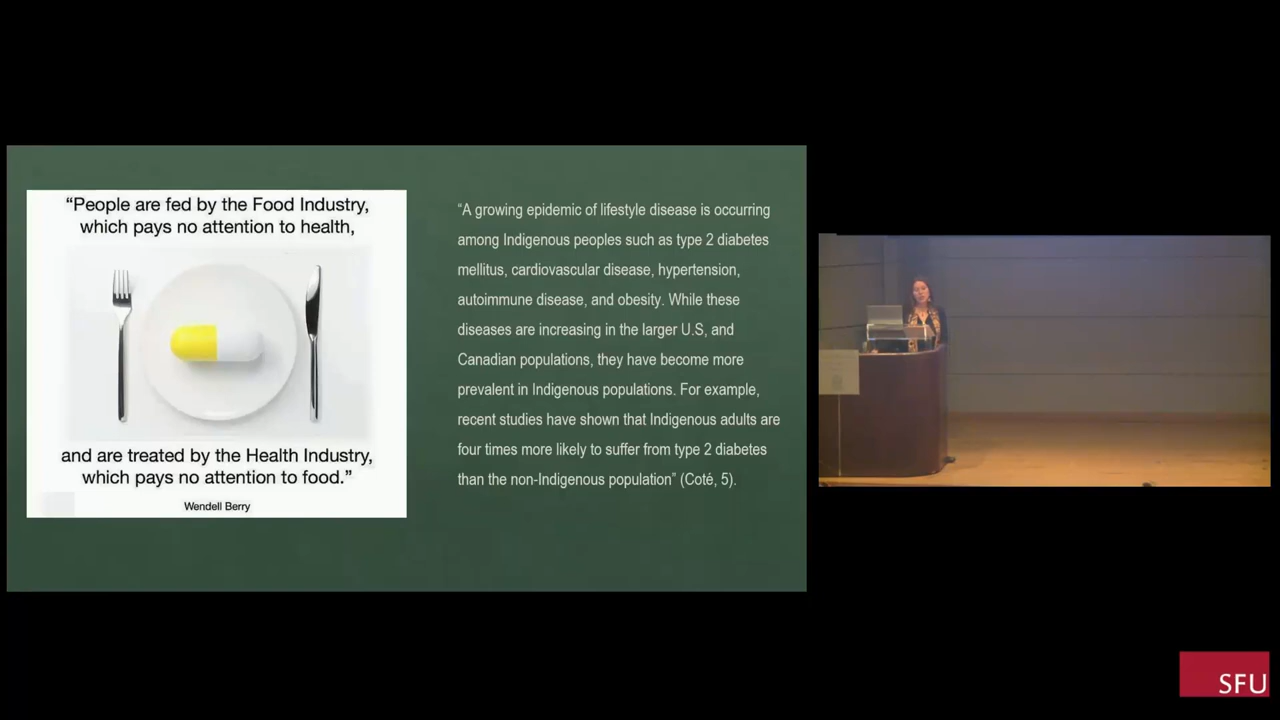 “People are fed by the Food Industry,
which pays no attention to health,
and are treated by the Health Industry,
which pays no attention to food.”
Wendell Berry
“A growing epidemic of lifestyle disease is occurring
among Indigenous peoples such as type 2 diabetes
mellitus, cardiovascular disease, hypertension,
autoimmune disease, and obesity. While these
diseases are increasing in the larger U.S, and
Canadian populations, they have become more
prevalent in Indigenous populations. For example,
recent studies have shown that Indigenous adults are
four times more likely to suffer from type 2 diabetes
than the non-Indigenous population” (Coté, 5).
SFU